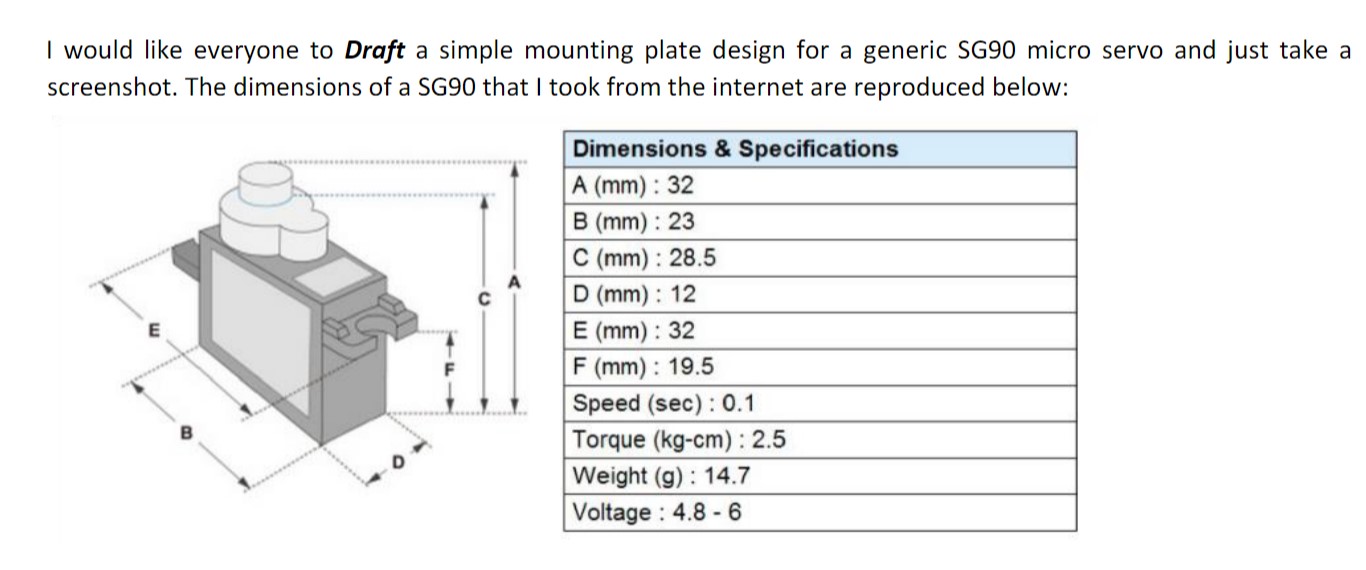 I would like everyone to Draft a simple mounting plate design for a generic SG90 micro servo and just take a
screenshot. The dimensions of a SG90 that I took from the internet are reproduced below:
Dimensions & Specifications
A (mm) : 32
B (mm) : 23
C (mm) : 28.5
D (mm) : 12
E (mm) : 32
F (mm) : 19.5
Speed (sec) : 0.1
Torque (kg-cm) : 2.5
Weight (g) : 14.7
Voltage : 4.8 - 6
A
C
E
F
B
D